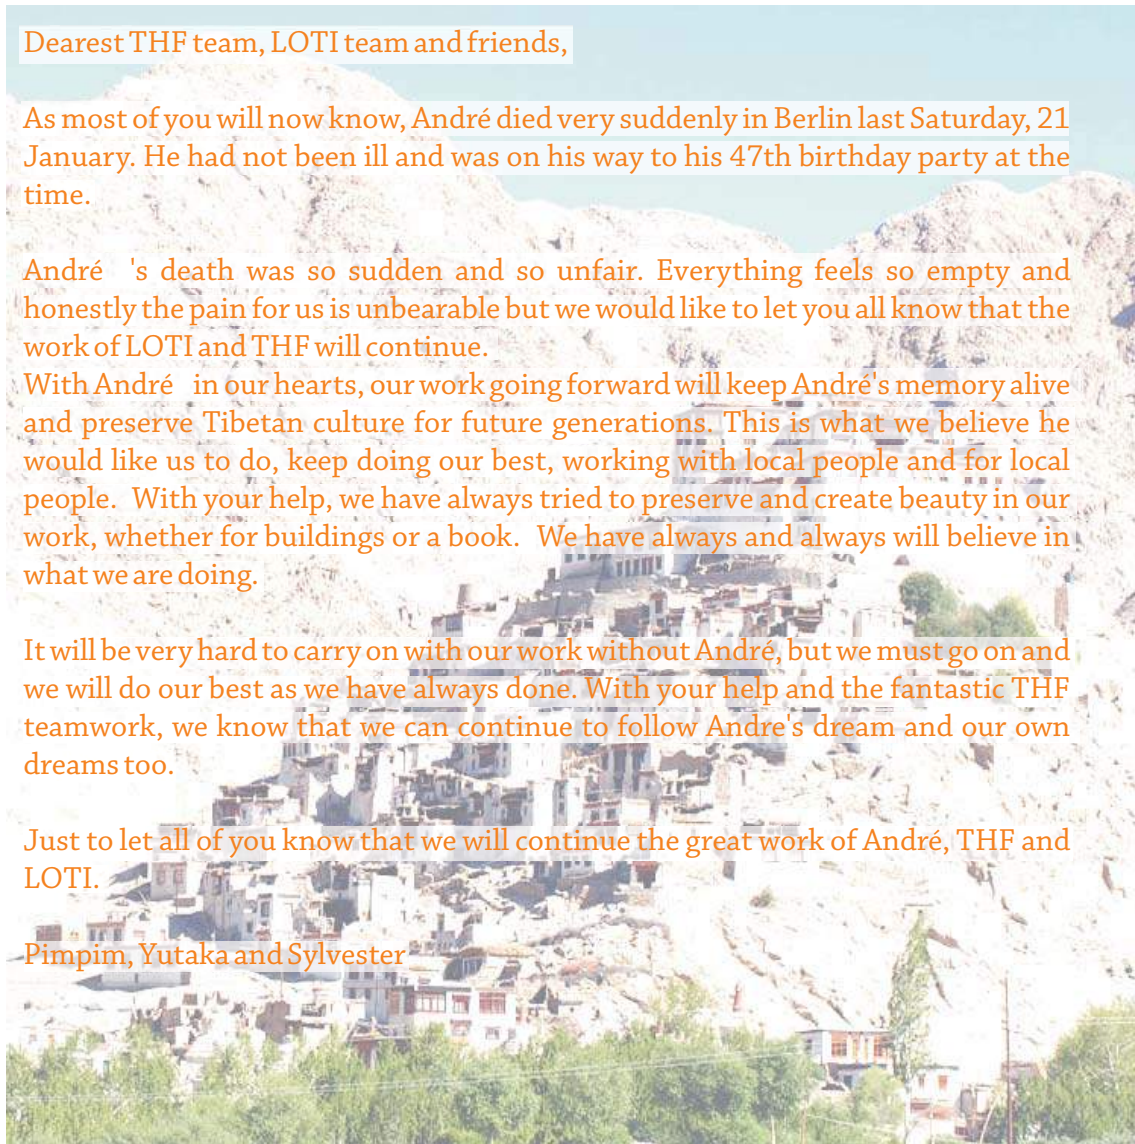 Dearest THF team, LOTI team and friends,
As most of you will now know, André died very suddenly in Berlin last Saturday, 21
January. He had not been ill and was on his way to his 47th birthday party at the
time.
André 's death was so sudden and so unfair. Everything feels so empty and
honestly the pain for us is unbearable but we would like to let you all know that the
work of LOTI and THF will continue.
With André in our hearts, our work going forward will keep André's memory alive
and preserve Tibetan culture for future generations. This is what we believe he
would like us to do, keep doing our best, working with local people and for local
people. With your help, we have always tried to preserve and create beauty in our
work, whether for buildings or a book. We have always and always will believe in
what we are doing.
It will be very hard to carry on with our work without André, but we must go on and
we will do our best as we have always done. With your help and the fantastic THF
teamwork, we know that we can continue to follow Andre's dream and our own
dreams too.
Just to let all of you know that we will continue the great work of André, THF and
LOTI.
Pimpim, Yutaka and Sylvester